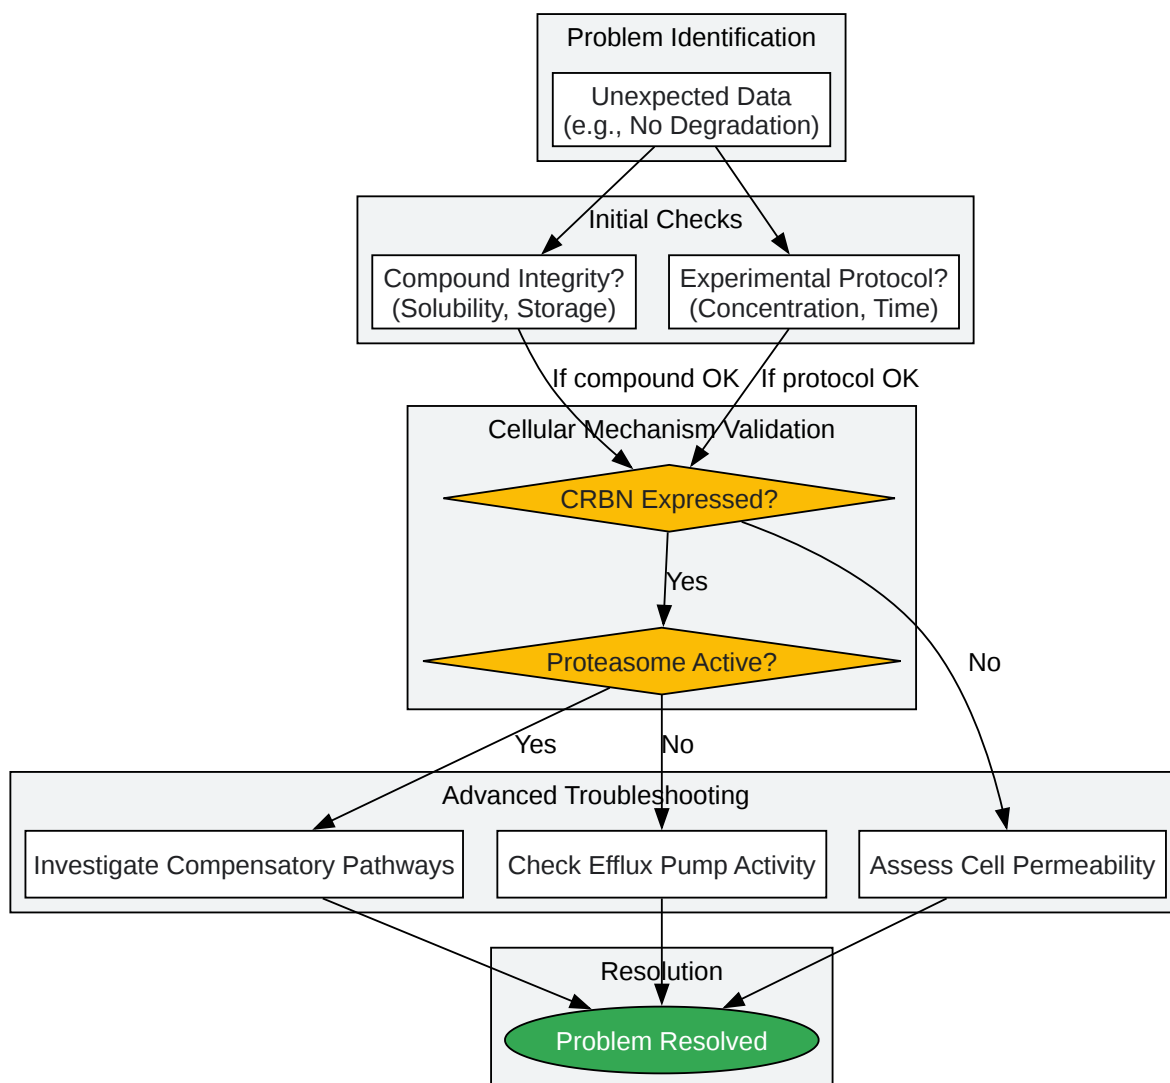 Problem Identification
Unexpected Data
(e.g., No Degradation)
Initial Checks
Compound Integrity?
(Solubility, Storage)
Experimental Protocol?
(Concentration, Time)
If compound OK
If protocol OK
Cellular Mechanism Validation
CRBN Expressed?
Yes
Proteasome Active?
No
Yes
No
Advanced Troubleshooting
Investigate Compensatory Pathways
Check Efflux Pump Activity
Assess Cell Permeability
Resolution
Problem Resolved